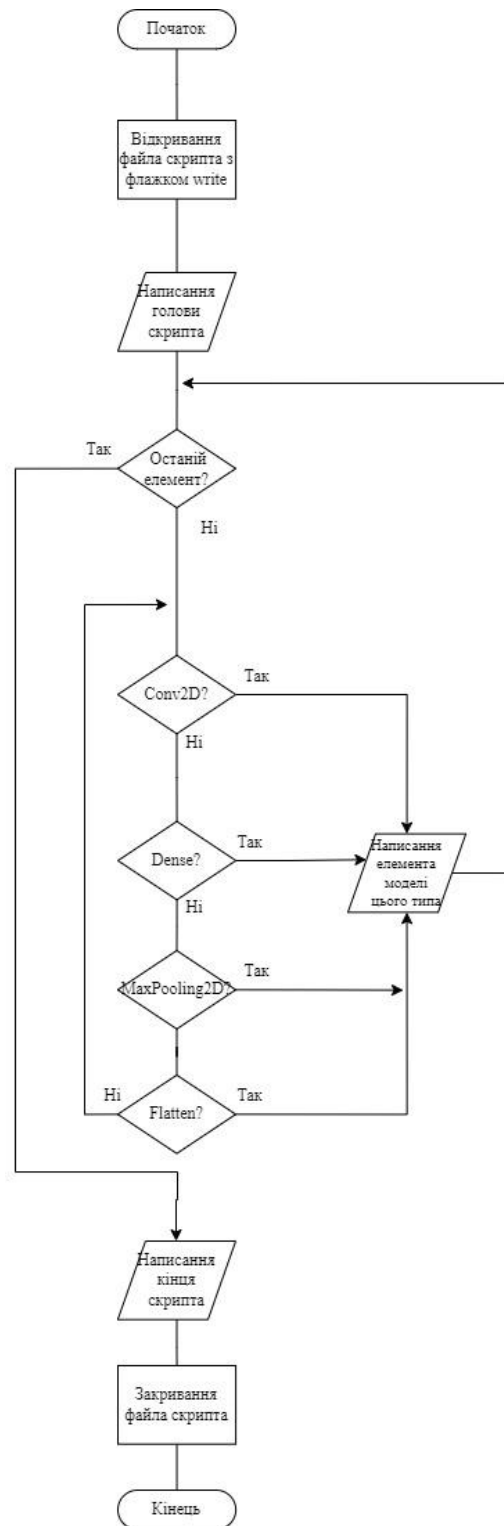 Початок
Відкривання
файла скрипта з
флажком write
Написання
голови
скрипта
Так
Останій
елемент?
Ні
Conv2D?
Так
Ні
Dense?
Так
Написання
елемента
моделі
цього типа
Ні
MaxPooling2D?
Так
Ні
Flatten?
Так
Написання
кінця
скрипта
Закривання
файла скрипта
Кінець